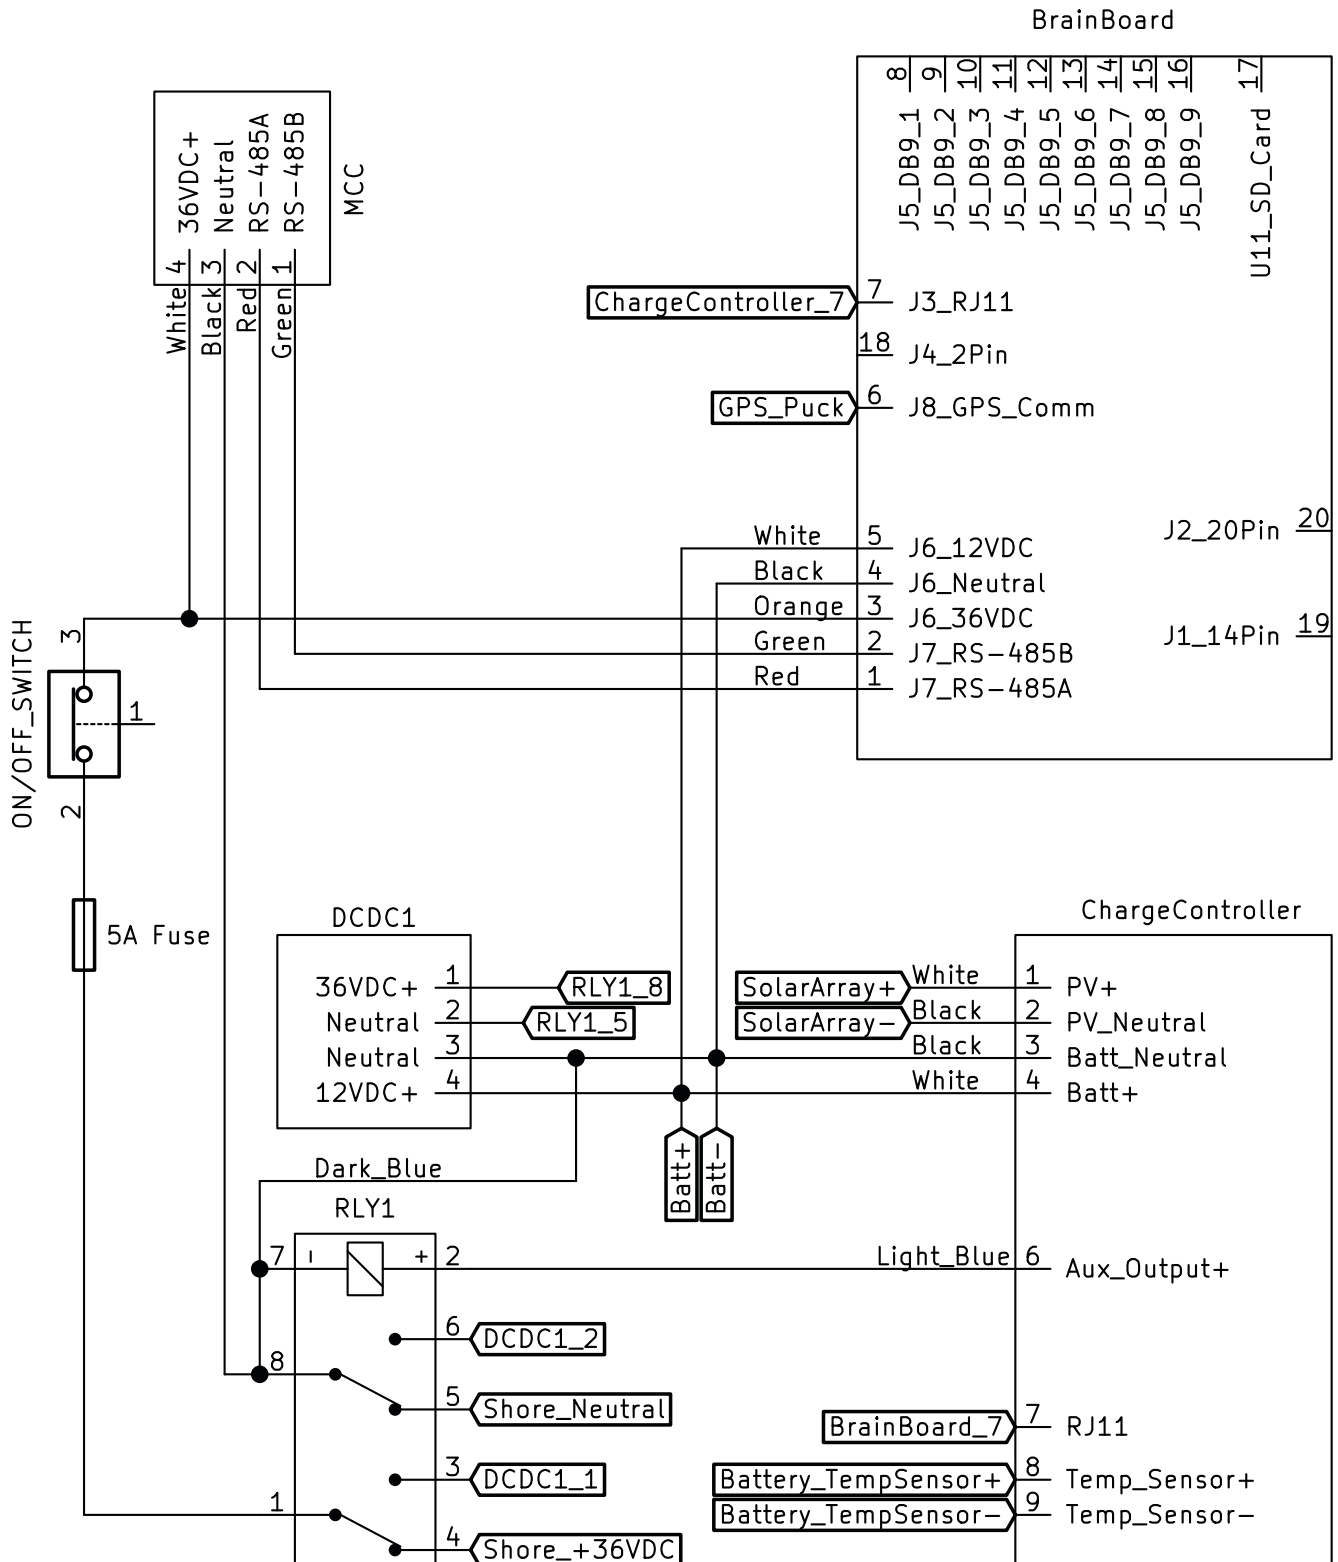 BrainBoard
8
9
10
11
12
13
14
15
16
17
J5_DB9_1
J5_DB9_2
J5_DB9_3
J5_DB9_4
J5_DB9_5
J5_DB9_6
J5_DB9_7
J5_DB9_8
J5_DB9_9
U11_SD_Card
36VDC+
Neutral
RS-485A
RS-485B
MCC
4
3
2
1
White
Black
Red
Green
ChargeController_7
7
J3_RJ11
18
J4_2Pin
GPS_Puck
6
J8_GPS_Comm
White
5
J6_12VDC
Black
4
J6_Neutral
Orange
3
J6_36VDC
Green
2
J7_RS-485B
Red
1
J7_RS-485A
J2_20Pin
20
J1_14Pin
19
ON/OFF_SWITCH
3
1
2
5A Fuse
DCDC1
36VDC+
1
RLY1_8
Neutral
2
RLY1_5
Neutral
3
12VDC+
4
ChargeController
SolarArray+
White
1
PV+
SolarArray-
Black
2
PV_Neutral
Black
3
Batt_Neutral
White
4
Batt+
Batt+
Batt-
Dark_Blue
RLY1
7
-
+
2
Light_Blue
6
Aux_Output+
6
DCDC1_2
8
5
Shore_Neutral
3
DCDC1_1
1
4
Shore_+36VDC
BrainBoard_7
7
RJ11
Battery_TempSensor+
8
Temp_Sensor+
Battery_TempSensor-
9
Temp_Sensor-